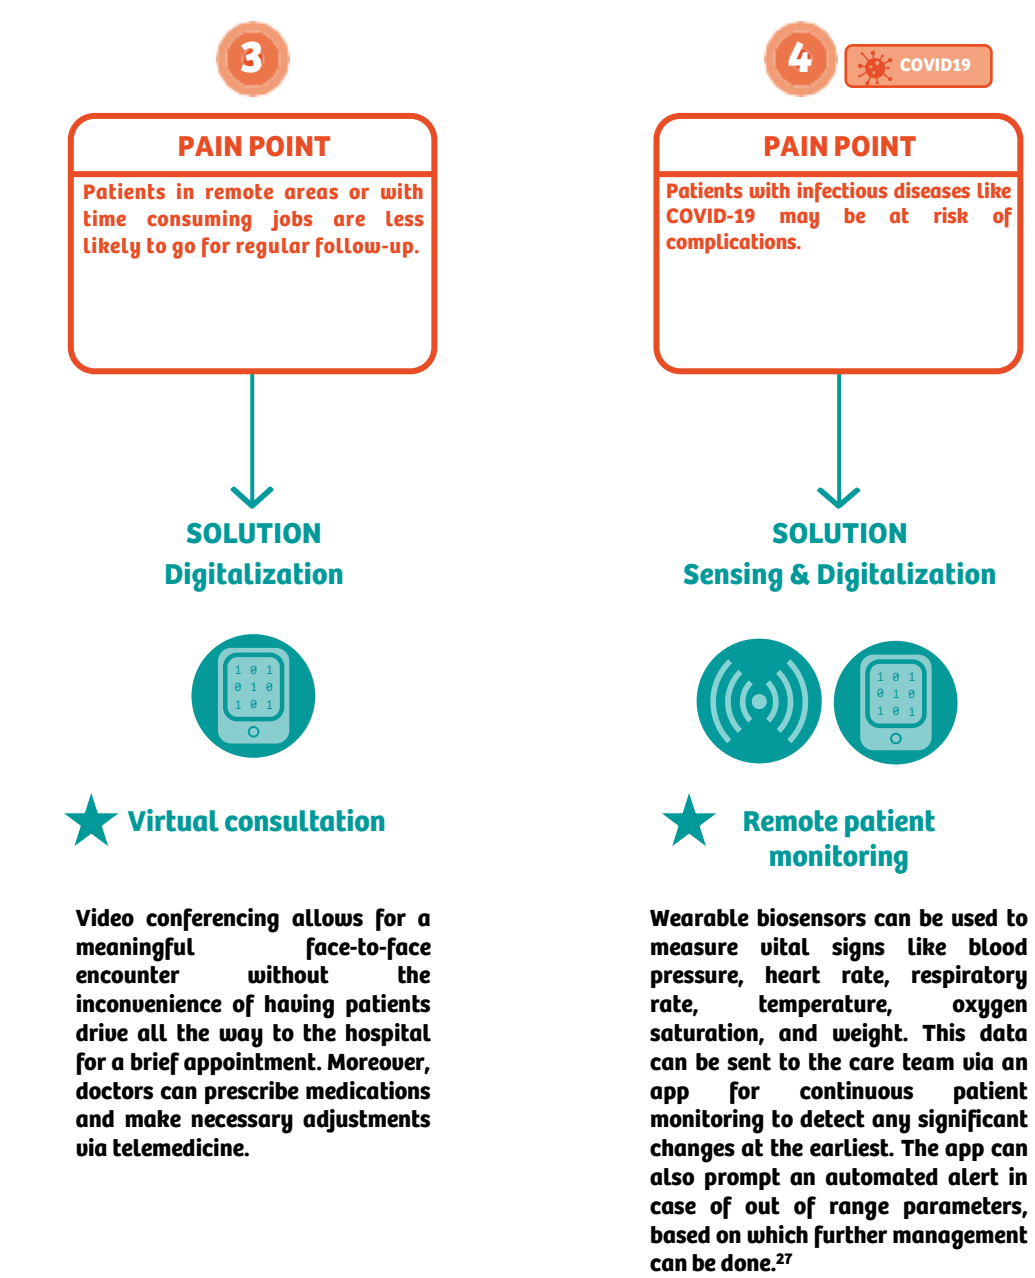 3
PAIN POINT
Patients in remote areas or with
time consuming jobs are less
likely to go for regular follow-up.
SOLUTION
Digitalization
1 0 1
0 1 0
1 0 1
Virtual consultation
Video conferencing allows for a
meaningful face-to-face
encounter without the
inconvenience of having patients
drive all the way to the hospital
for a brief appointment. Moreover,
doctors can prescribe medications
and make necessary adjustments
via telemedicine.
4
COVID19
PAIN POINT
Patients with infectious diseases like
COVID-19 may be at risk of
complications.
SOLUTION
Sensing & Digitalization
1 0 1
0 1 0
1 0 1
Remote patient
monitoring
Wearable biosensors can be used to
measure vital signs like blood
pressure, heart rate, respiratory
rate, temperature, oxygen
saturation, and weight. This data
can be sent to the care team via an
app for continuous patient
monitoring to detect any significant
changes at the earliest. The app can
also prompt an automated alert in
case of out of range parameters,
based on which further management
can be done.27